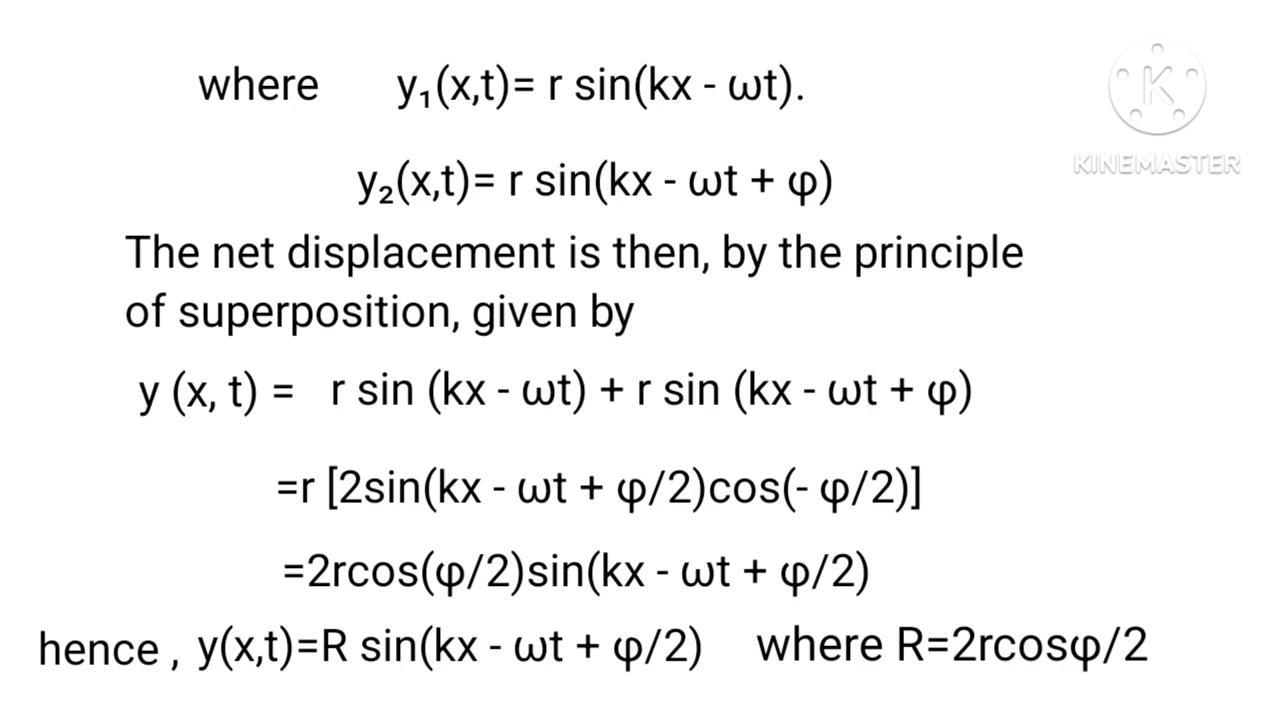 where y₁(x,t)= r sin(kx - ωt).
K
KINEMASTER
y₂(x,t)= r sin(kx - ωt + φ)
The net displacement is then, by the principle
of superposition, given by
y (x, t) = r sin (kx - ωt) + r sin (kx - ωt + φ)
=r [2sin(kx - ωt + φ/2)cos(- φ/2)]
=2rcos(φ/2)sin(kx - ωt + φ/2)
hence , y(x,t)=R sin(kx - ωt + φ/2) where R=2rcosφ/2